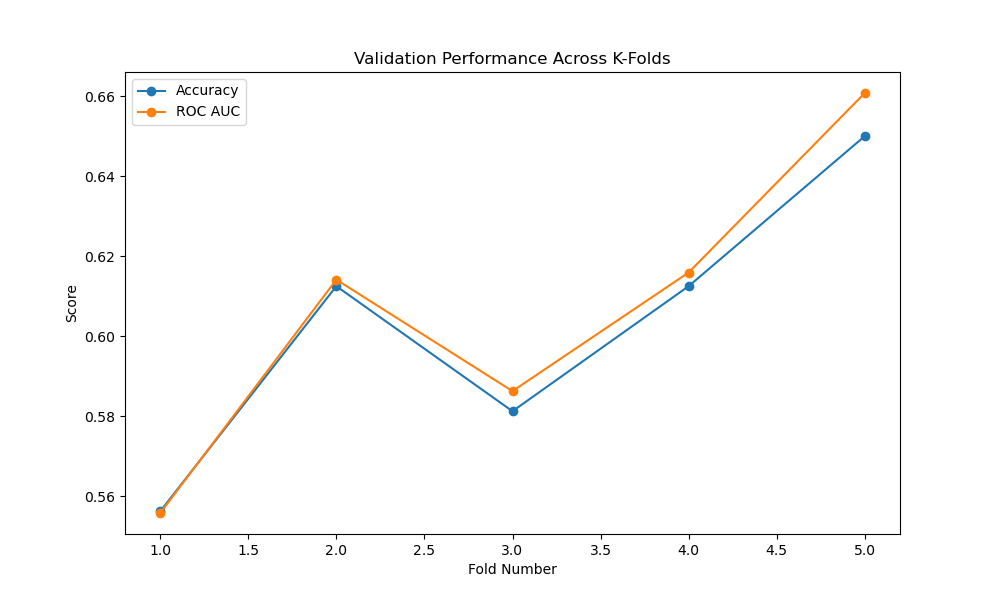 Validation Performance Across K-Folds
Accuracy
ROC AUC
Score
0.66
0.64
0.62
0.60
0.58
0.56
1.0 1.5 2.0 2.5 3.0 3.5 4.0 4.5 5.0
Fold Number